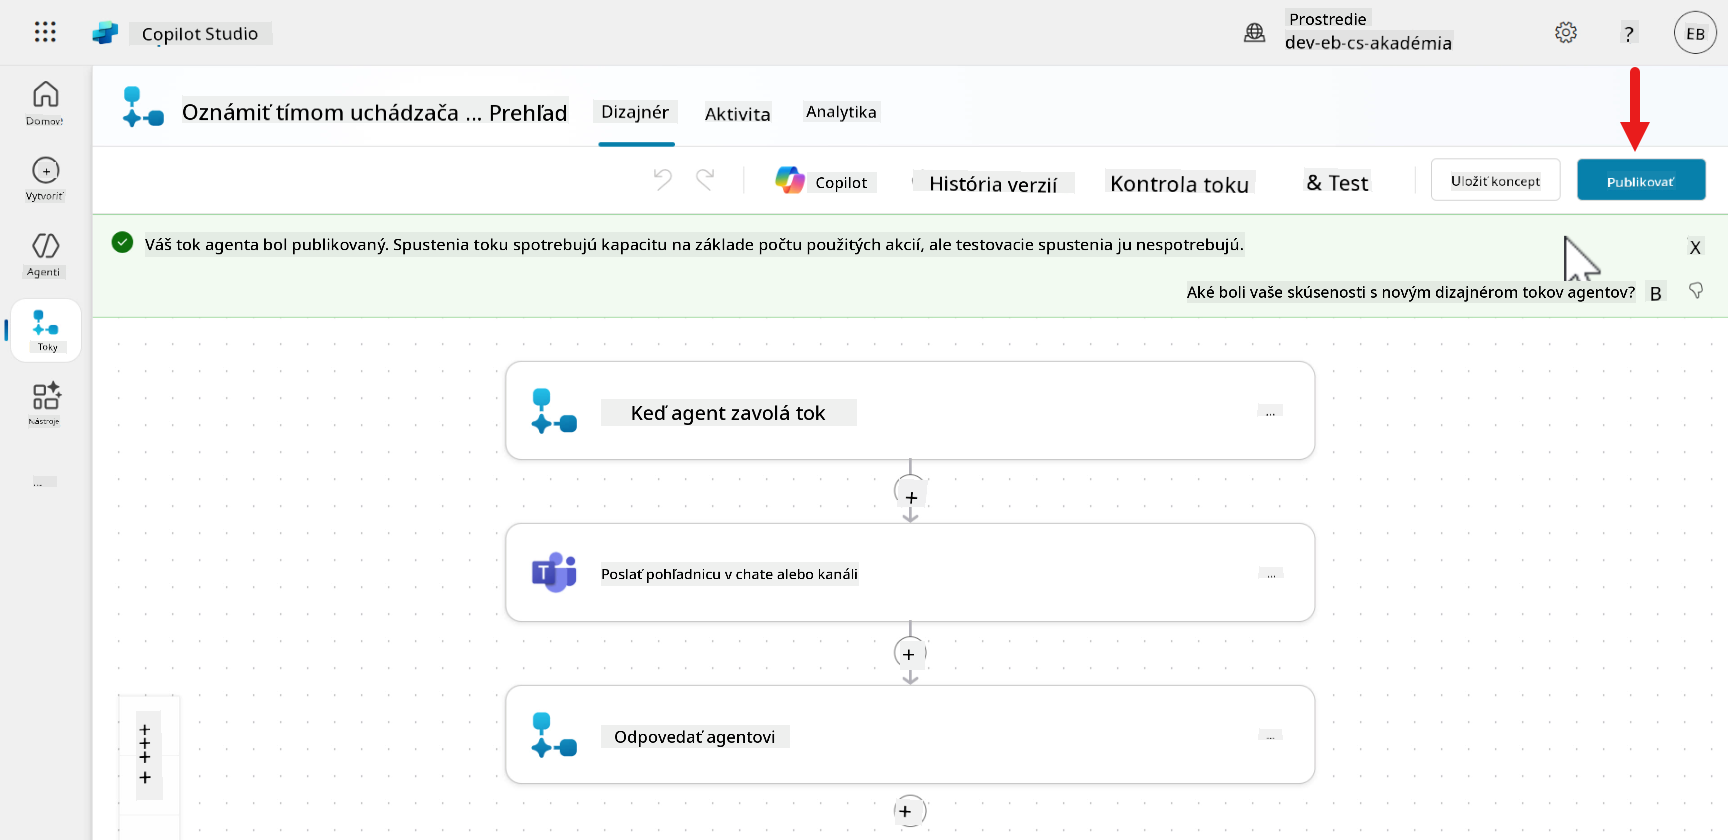 Copilot Studio
Prostredie
dev-eb-cs-akadémia
?
EB
Domov
Vytvoriť
Agenti
Toky
Nástroje
...
Oznámiť tímom uchádzača ... Prehľad
Dizajnér
Aktivita
Analytika
Copilot
História verzií
Kontrola toku
& Test
Uložiť koncept
Publikovať
Váš tok agenta bol publikovaný. Spustenia toku spotrebujú kapacitu na základe počtu použitých akcií, ale testovacie spustenia ju nespotrebujú.
X
Aké boli vaše skúsenosti s novým dizajnérom tokov agentov?
B
Keď agent zavolá tok
...
+
T
Poslať pohľadnicu v chate alebo kanáli
...
+
Odpovedať agentovi
...
+
+
+
+
+